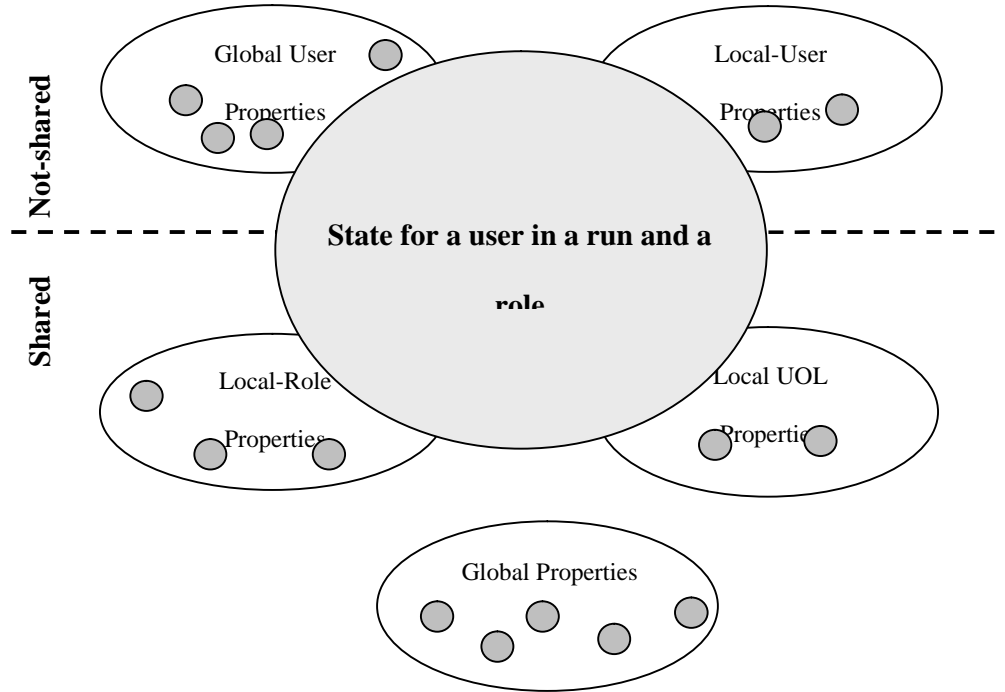 Global User
Properties
Local-User
Properties
Not-shared
State for a user in a run and a
role
Shared
Local-Role
Properties
Local UOL
Properties
Global Properties